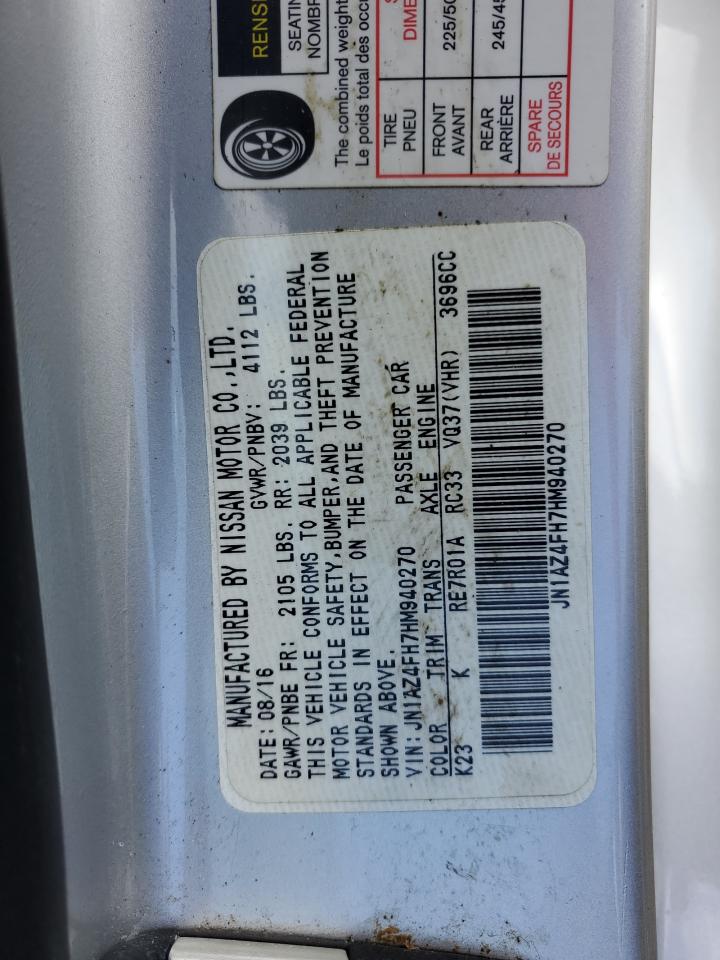 RENS
SEATIN
NOMBR
The combined weight
Le poids total des occu
TIRE
PNEU
DIME
FRONT
AVANT
225/50
REAR
ARRIÈRE
245/45
SPARE
DE SECOURS
MANUFACTURED BY NISSAN MOTOR CO.,LTD.
DATE: 08/16 GVWR/PNBV: 4112 LBS.
GAWR/PNBE FR: 2105 LBS. RR: 2039 LBS.
THIS VEHICLE CONFORMS TO ALL APPLICABLE FEDERAL
MOTOR VEHICLE SAFETY,BUMPER,AND THEFT PREVENTION
STANDARDS IN EFFECT ON THE DATE OF MANUFACTURE
SHOWN ABOVE.
VIN: JN1AZ4FH7HM940270 PASSENGER CAR
COLOR TRIM TRANS AXLE ENGINE
K23 K RE7R01A RC33 VQ37(VHR) 3696CC
JN1AZ4FH7HM940270